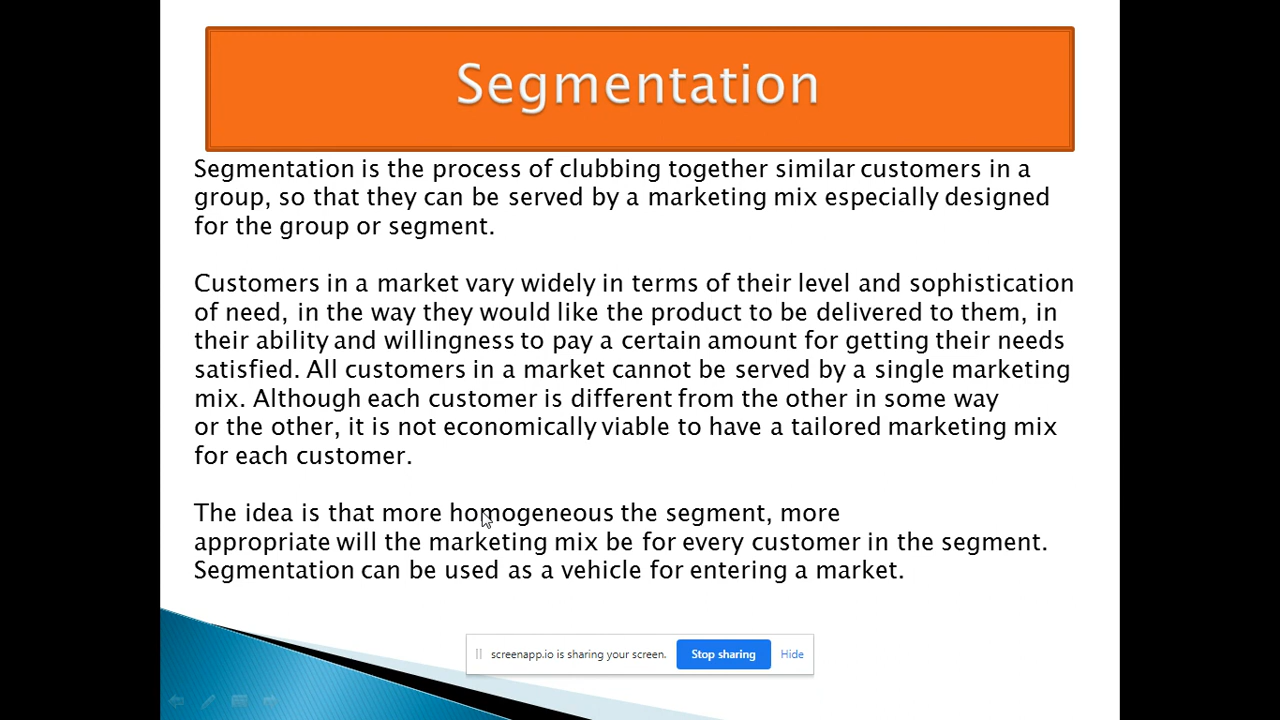 Segmentation
Segmentation is the process of clubbing together similar customers in a
group, so that they can be served by a marketing mix especially designed
for the group or segment.
Customers in a market vary widely in terms of their level and sophistication
of need, in the way they would like the product to be delivered to them, in
their ability and willingness to pay a certain amount for getting their needs
satisfied. All customers in a market cannot be served by a single marketing
mix. Although each customer is different from the other in some way
or the other, it is not economically viable to have a tailored marketing mix
for each customer.
The idea is that more homogeneous the segment, more
appropriate will the marketing mix be for every customer in the segment.
Segmentation can be used as a vehicle for entering a market.
screenapp.io is sharing your screen. Stop sharing Hide